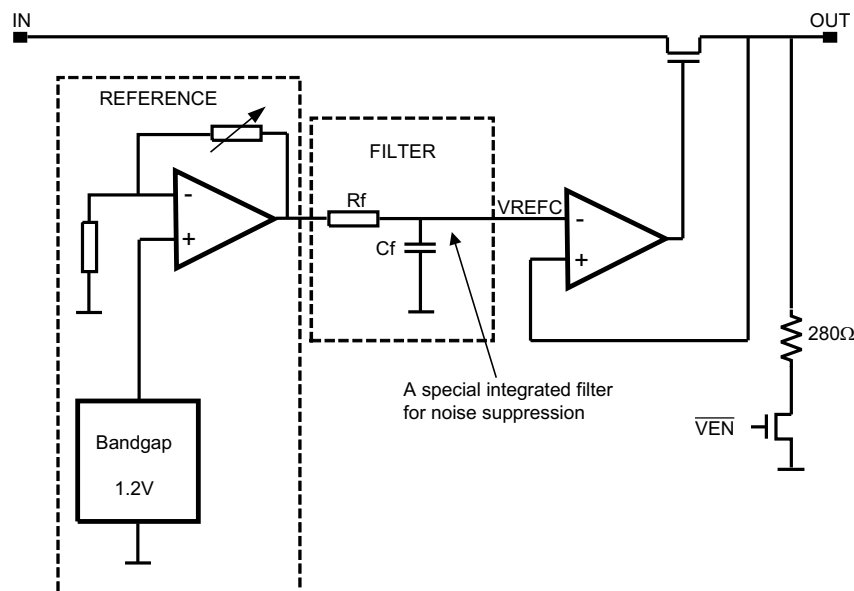 IN
OUT
REFERENCE
FILTER
Rf
VREFC
-
-
Cf
+
+
280Ω
A special integrated filter
for noise suppression
VEN
Bandgap
1.2V